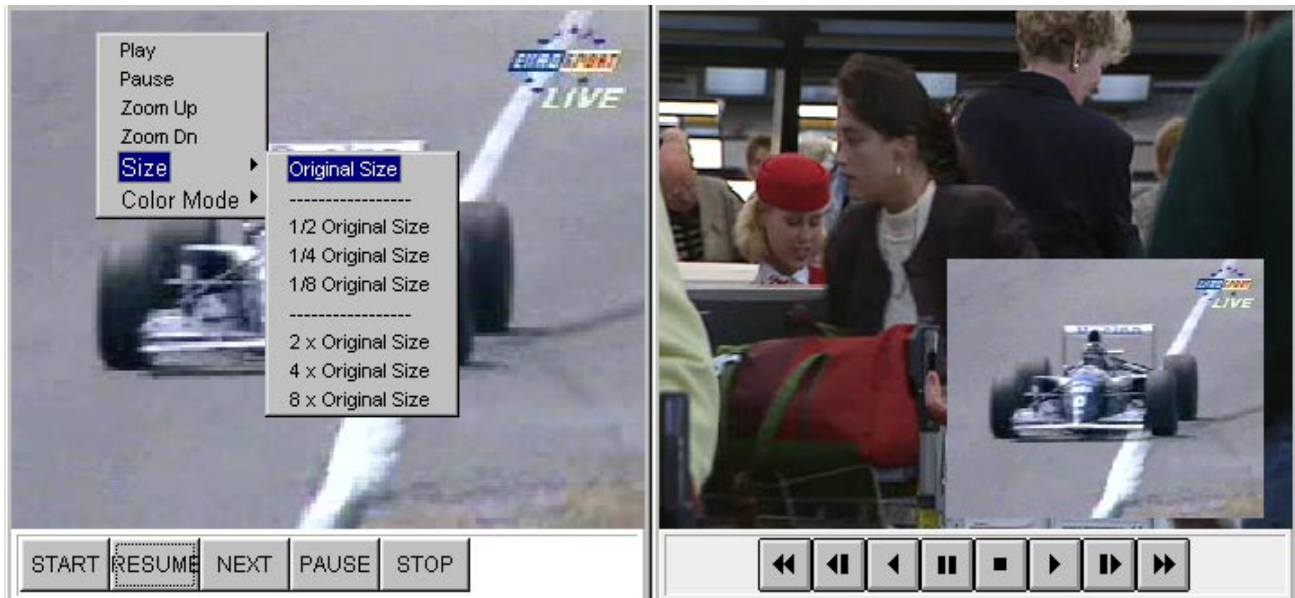 Play
Pause
Zoom Up
Zoom Dn
Size
Color Mode
Original Size
-----------------
1/2 Original Size
1/4 Original Size
1/8 Original Size
-----------------
2 x Original Size
4 x Original Size
8 x Original Size
EUROSPORT
LIVE
START
RESUME
NEXT
PAUSE
STOP
EUROSPORT
LIVE